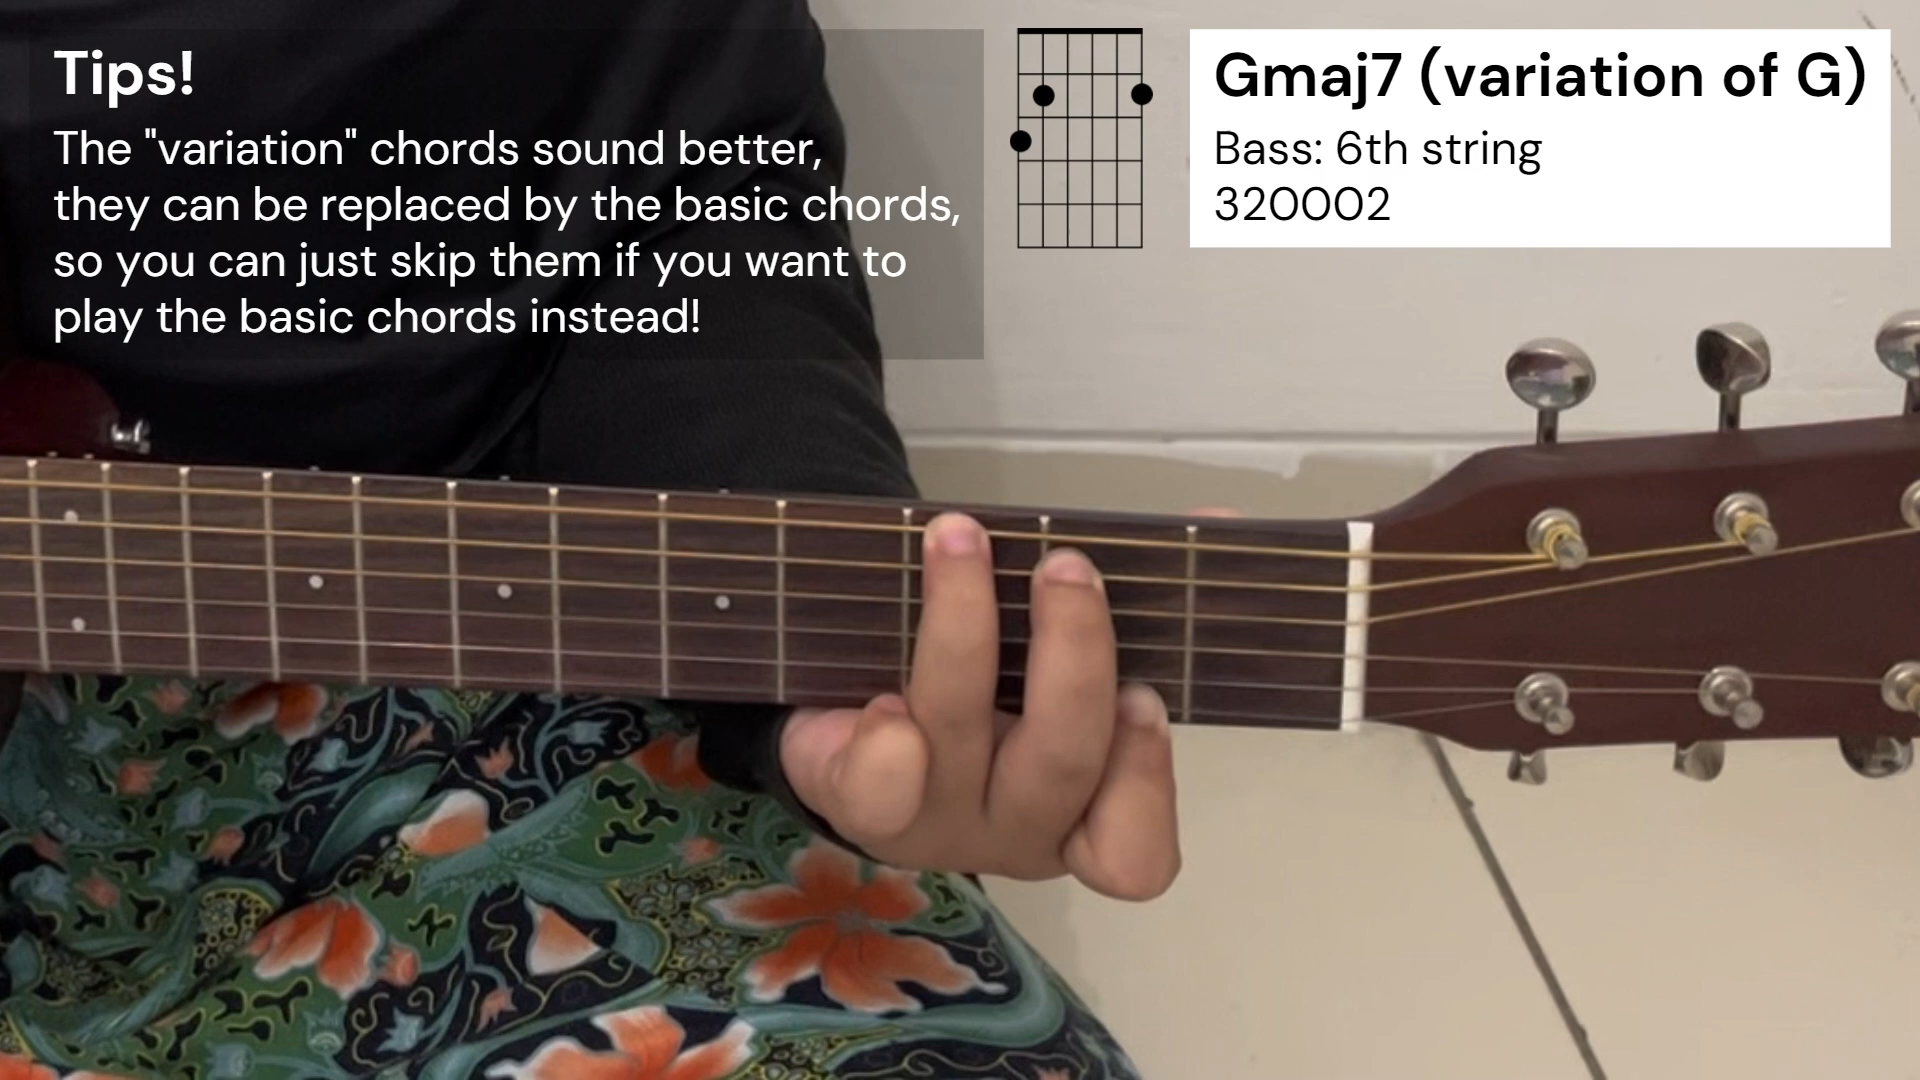 Tips!
The "variation" chords sound better,
they can be replaced by the basic chords,
so you can just skip them if you want to
play the basic chords instead!
Gmaj7 (variation of G)
Bass: 6th string
320002